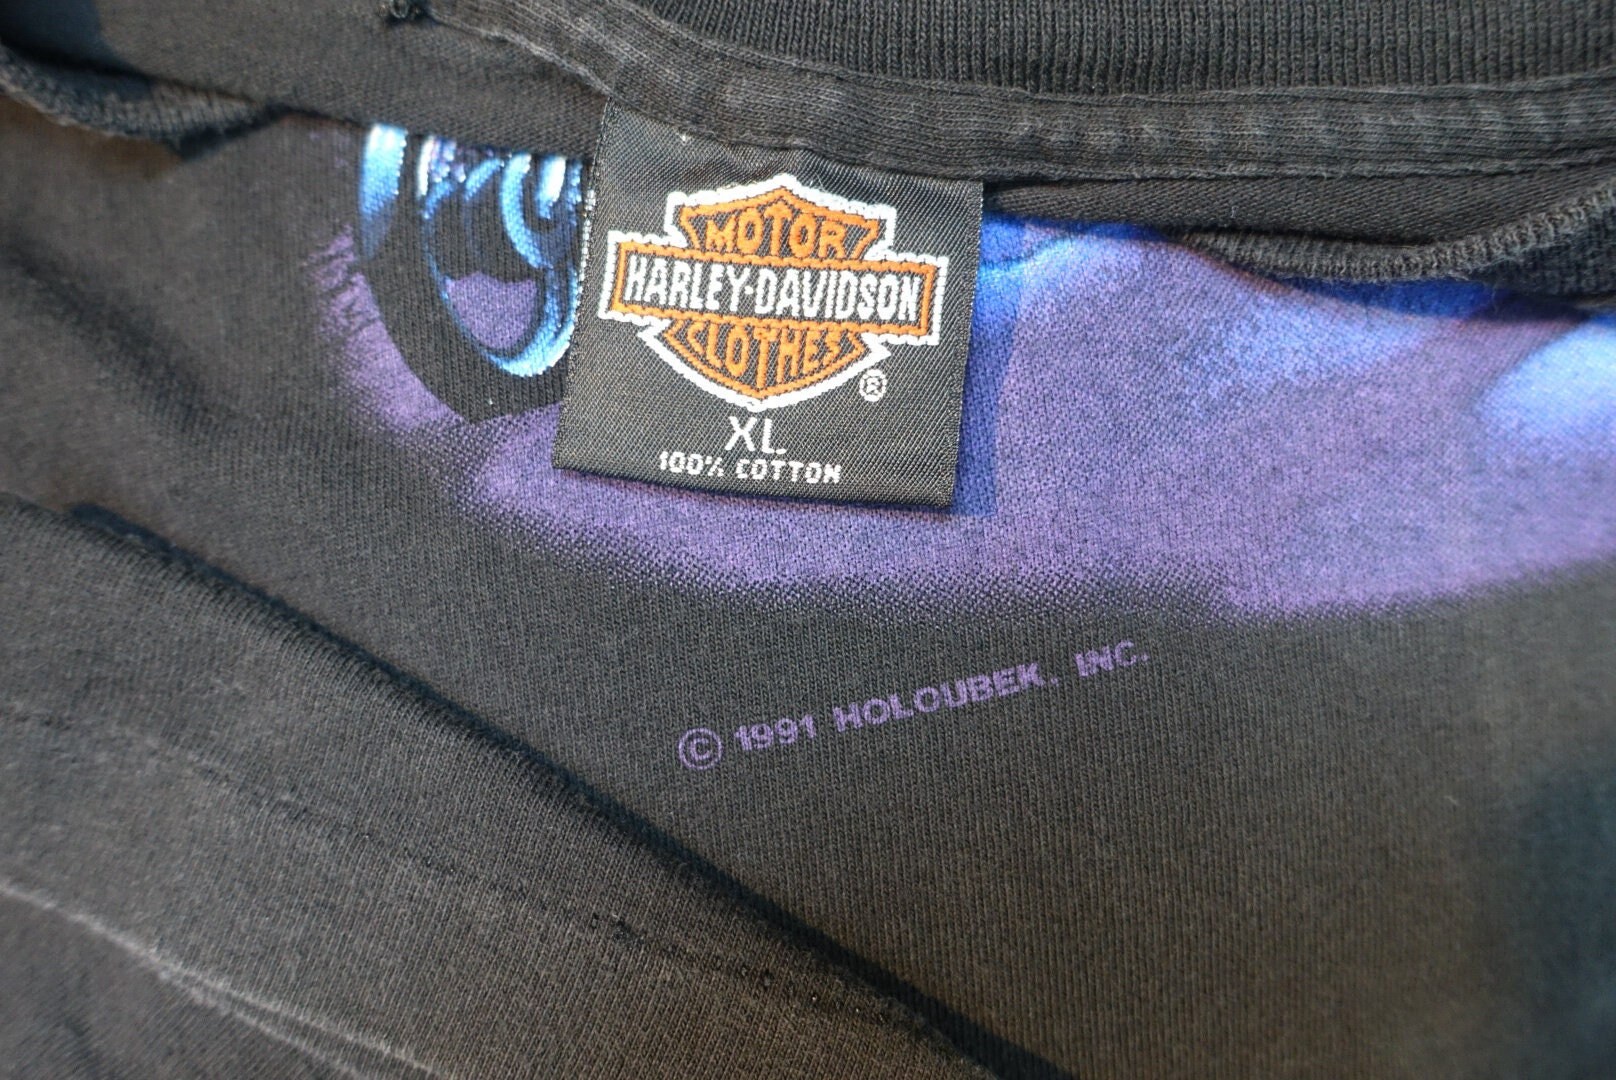 MOTOR
HARLEY-DAVIDSON
CLOTHES
®
XL
100% COTTON
© 1991 HOLOUBEK, INC.